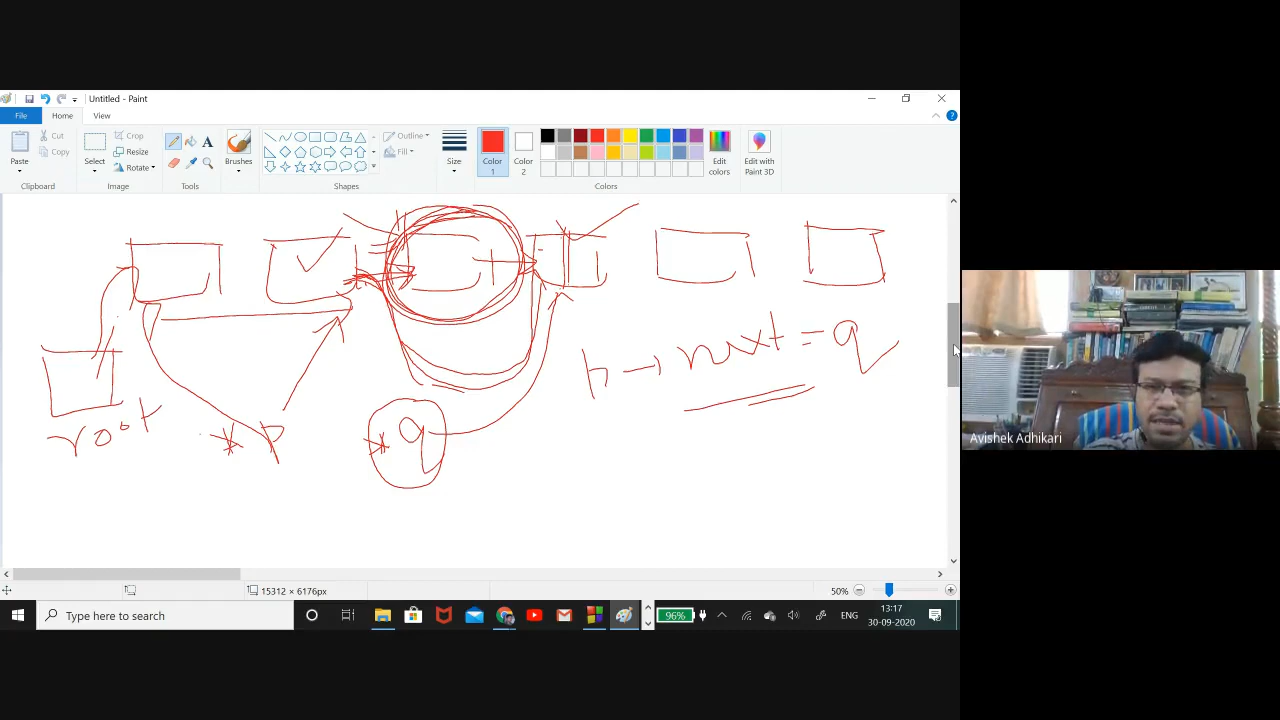 Untitled - Paint
File
Home
View
Paste
Cut
Copy
Clipboard
Select
Crop
Resize
Rotate
Image
Tools
Brushes
Shapes
Outline
Fill
Size
Color
1
Color
2
Edit
colors
Edit with
Paint 3D
Colors
root
* p
* q
p → next = q
Avishek Adhikari
15312 × 6176px
50%
Type here to search
96%
ENG
13:17
30-09-2020